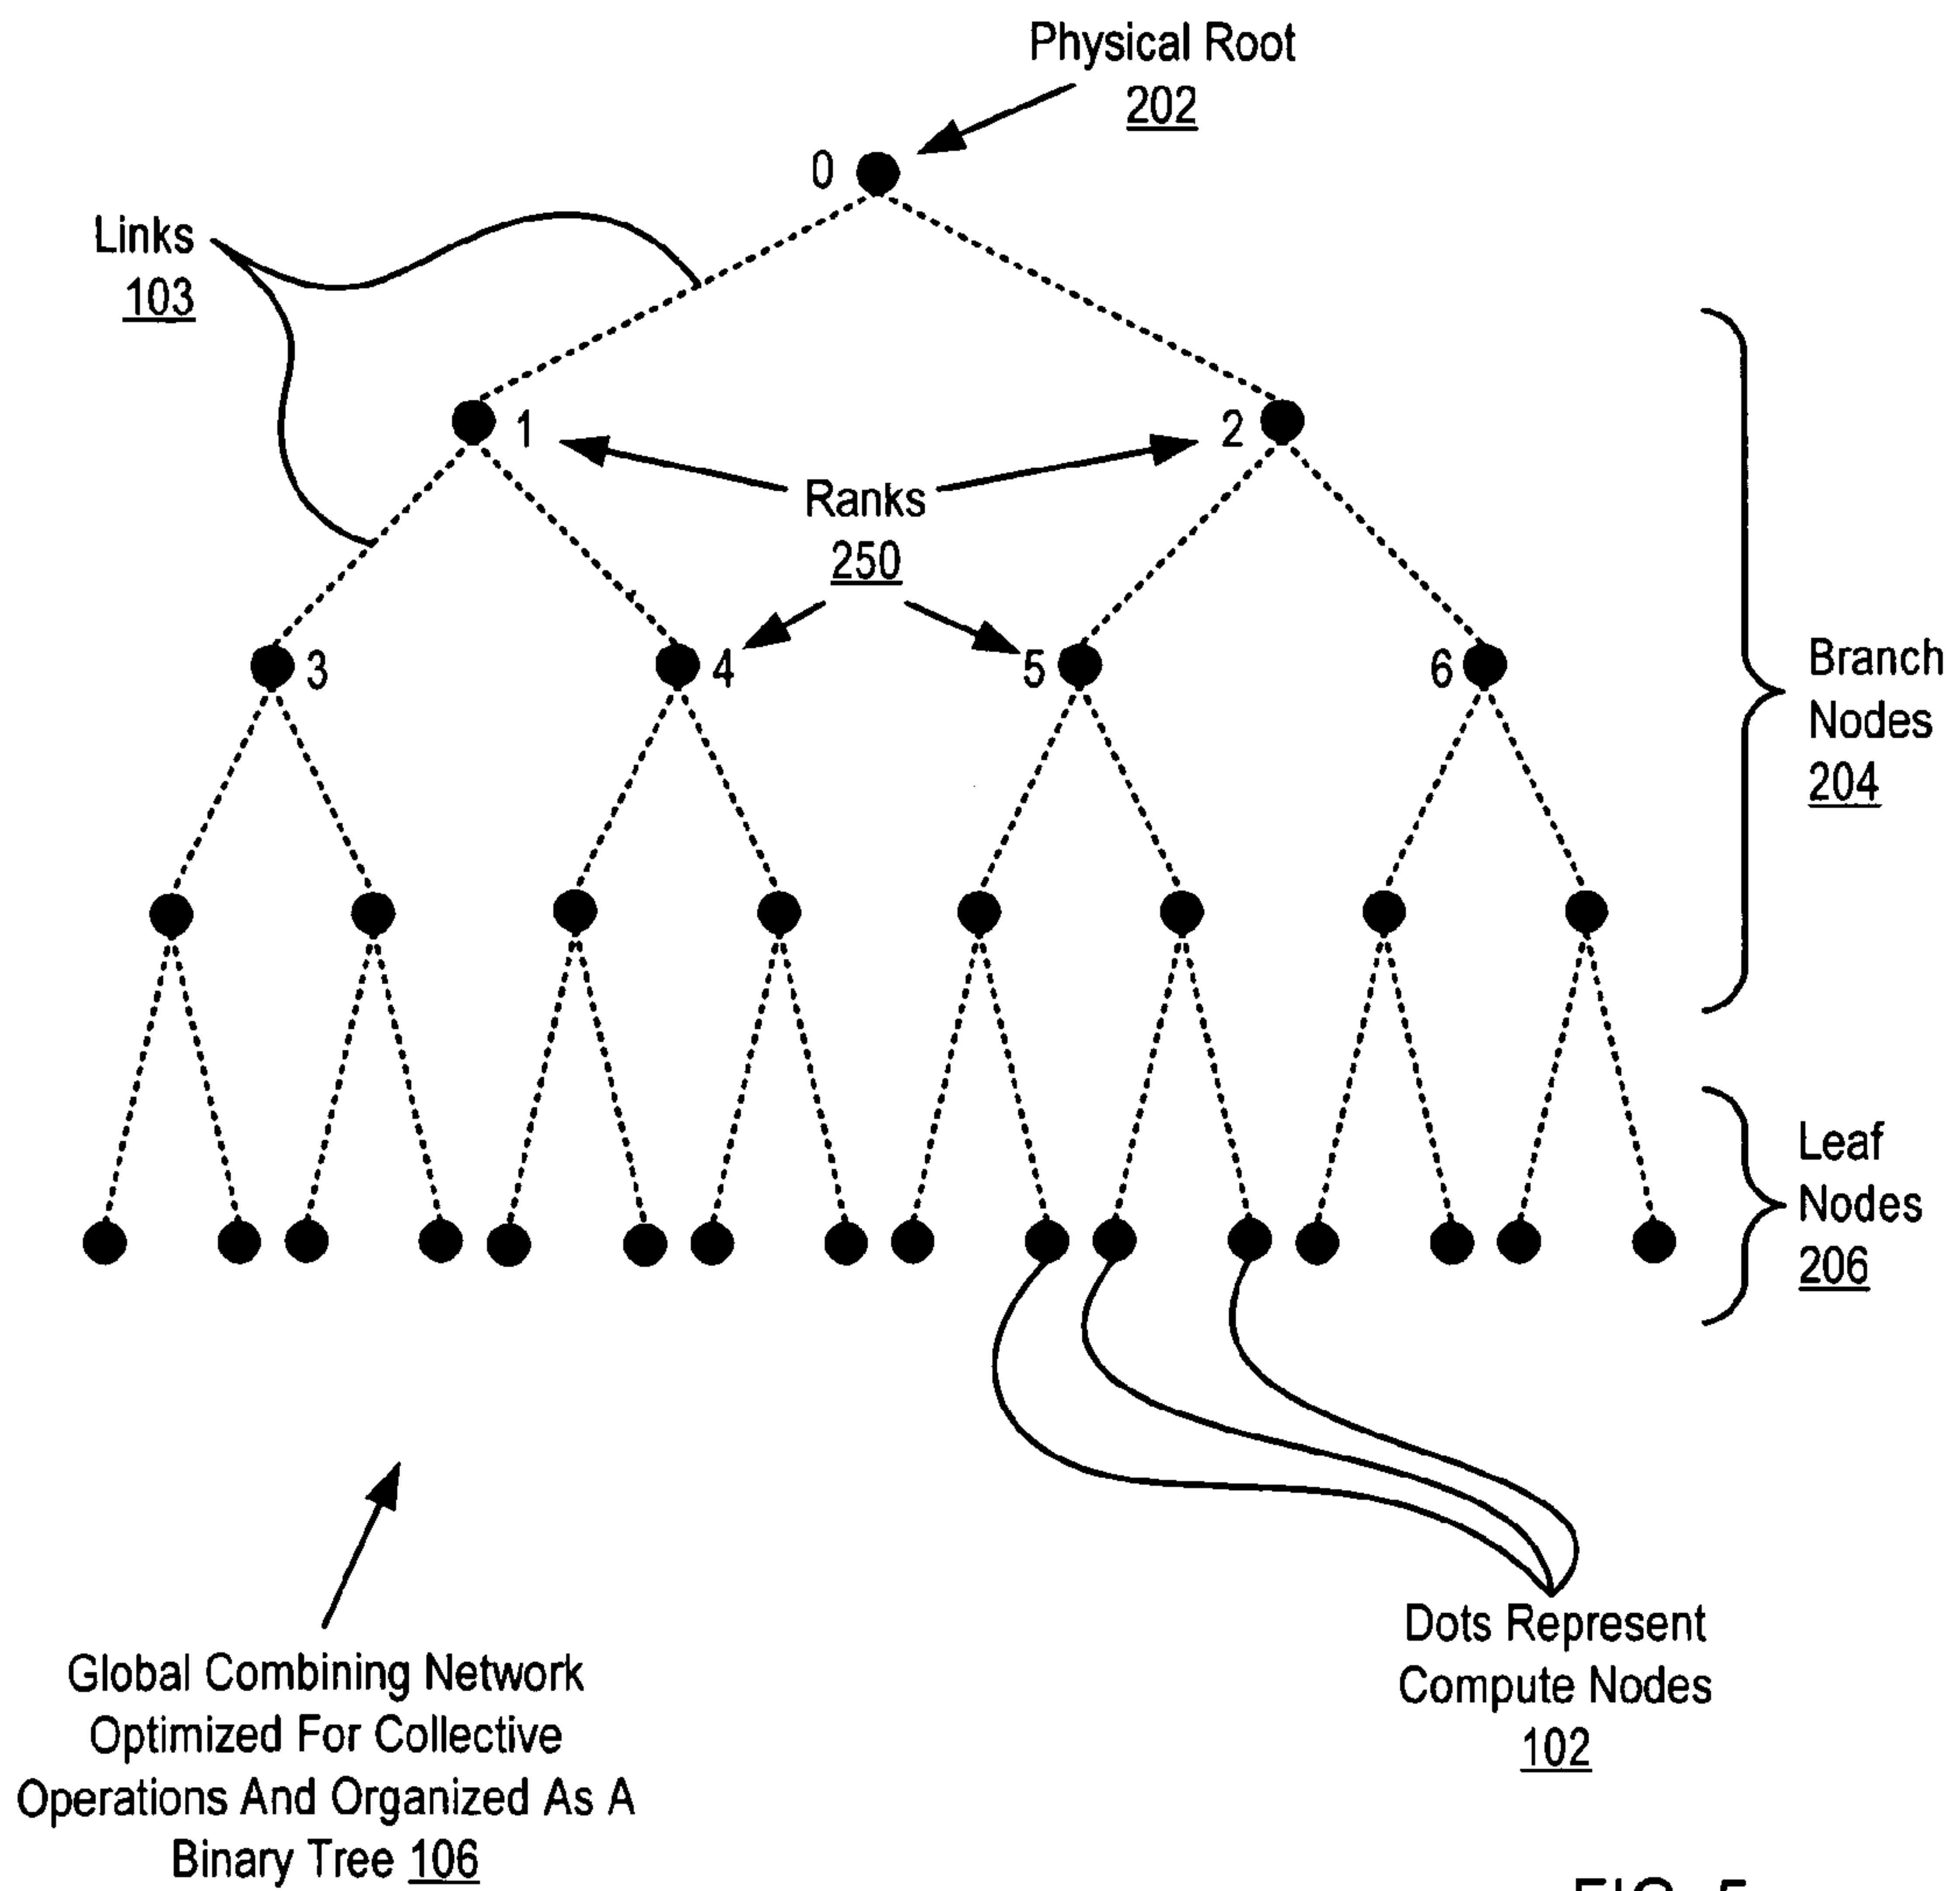 Physical Root
202
0
Links
103
1
2
Ranks
250
3
4
5
6
Branch
Nodes
204
Leaf
Nodes
206
Global Combining Network
Optimized For Collective
Operations And Organized As A
Binary Tree 106
Dots Represent
Compute Nodes
102